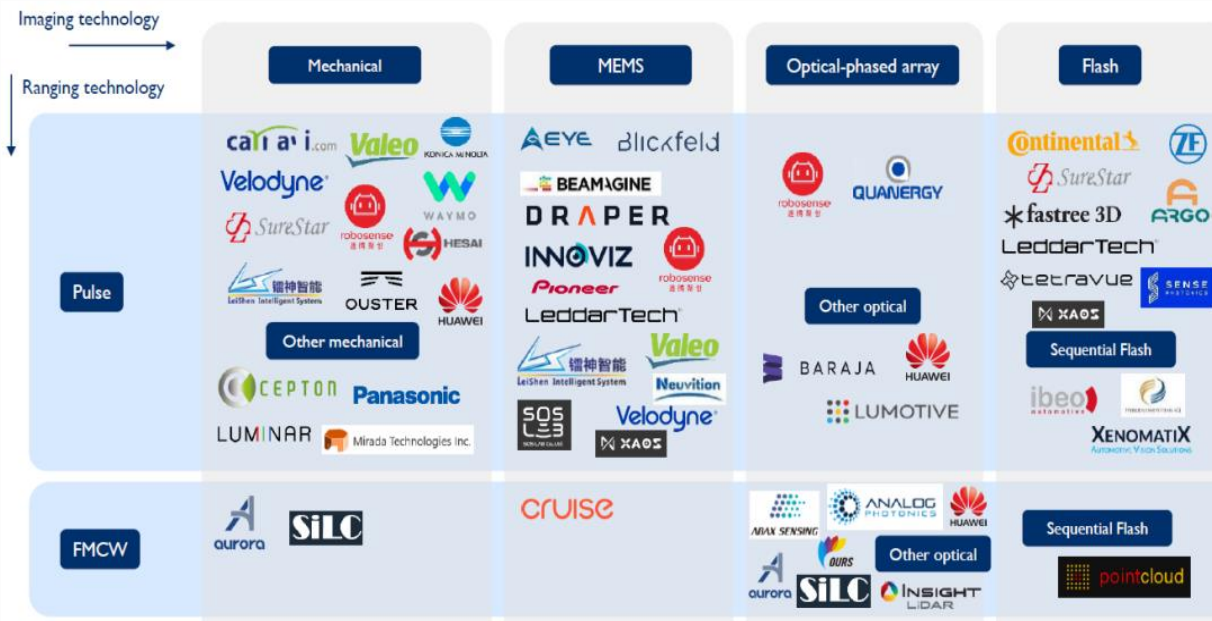 Imaging technology
Ranging technology
Mechanical
MEMS
Optical-phased array
Flash
Pulse
Valeo
KONICA MINOLTA
Velodyne
WAYMO
SureStar
robosense
HESAI
镭神智能
LeiShen Intelligent System
OUSTER
HUAWEI
Other mechanical
CEPTON
Panasonic
LUMINAR
Mirada Technologies Inc.
AEYE
Blickfeld
BEAMAGINE
DRAPER
INNOVIZ
robosense
Pioneer
LeddarTech
Valeo
镭神智能
LeiShen Intelligent System
Neuvition
SOS
Velodyne
XAOS
robosense
QUANERGY
Other optical
BARAJA
HUAWEI
LUMOTIVE
Continental
ZF
SureStar
fastree 3D
ARGO
LeddarTech
tetravue
SENSE
PHOTONICS
XAOS
Sequential Flash
ibeo
automotive
XENOMATIX
AUTOMOTIVE VISION SOLUTIONS
FMCW
aurora
SiLC
cruise
ABAX SENSING
ANALOG
PHOTONICS
HUAWEI
OURS
Other optical
aurora
SiLC
INSIGHT
LiDAR
Sequential Flash
pointcloud